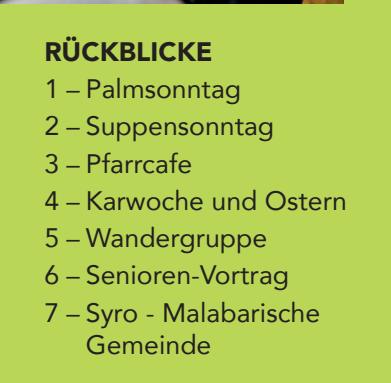 RÜCKBLICKE
1 – Palmsonntag
2 – Suppensonntag
3 – Pfarrcafe
4 – Karwoche und Ostern
5 – Wandergruppe
6 – Senioren-Vortrag
7 – Syro - Malabarische
Gemeinde